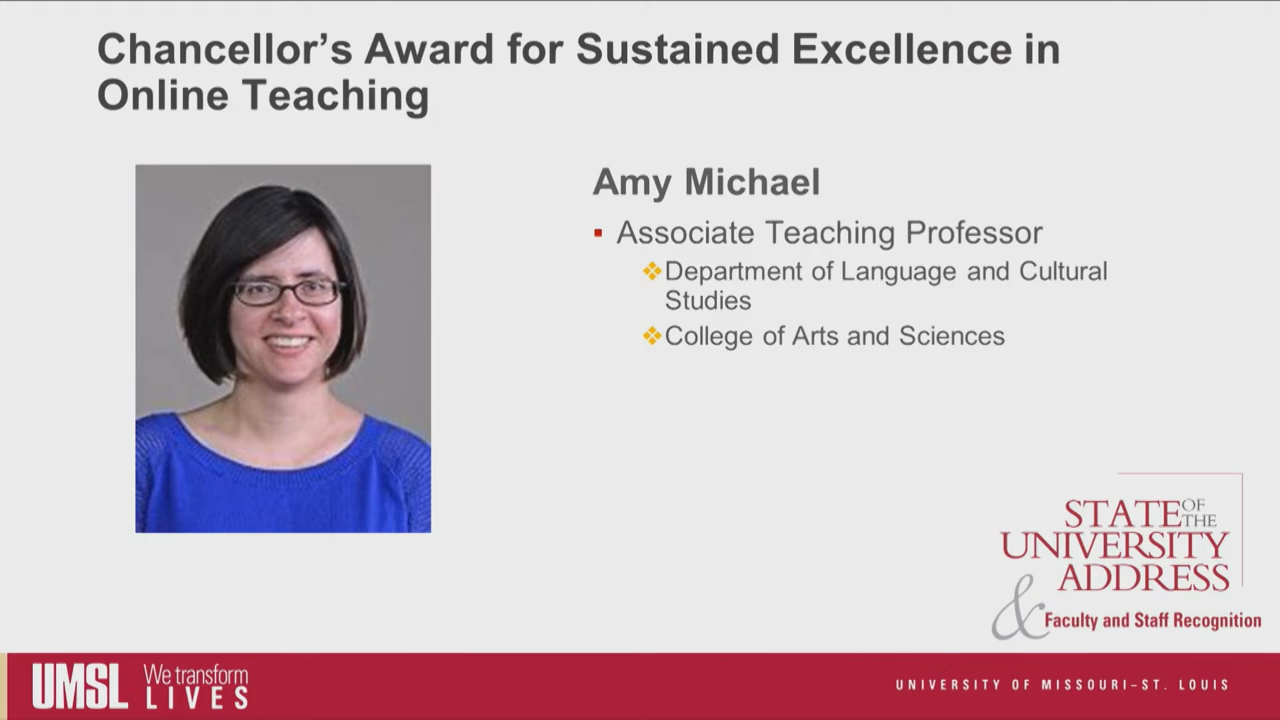 Chancellor’s Award for Sustained Excellence in
Online Teaching
Amy Michael
Associate Teaching Professor
Department of Language and Cultural
Studies
College of Arts and Sciences
STATE OF THE
UNIVERSITY
ADDRESS
& Faculty and Staff Recognition
UMSL We transform
LIVES
UNIVERSITY OF MISSOURI–ST. LOUIS